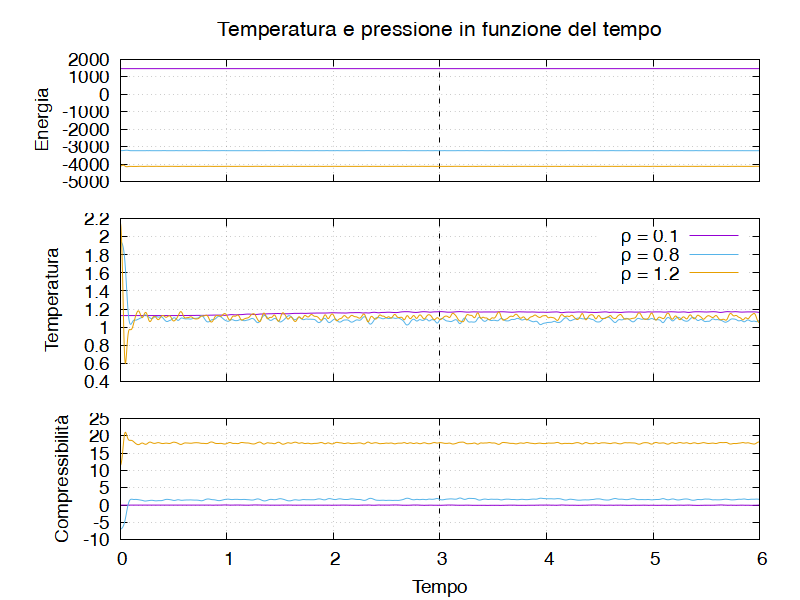 Temperatura e pressione in funzione del tempo
Energia
2000
1000
0
-1000
-2000
-3000
-4000
-5000
Temperatura
2.2
2
1.8
1.6
1.4
1.2
1
0.8
0.6
0.4
ρ = 0.1
ρ = 0.8
ρ = 1.2
Compressibilità
25
20
15
10
5
0
-5
-10
0 1 2 3 4 5 6
Tempo